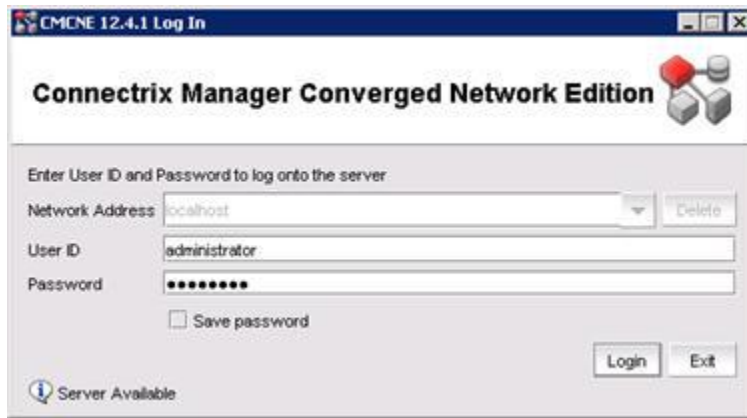 CMCNE 12.4.1 Log In
Connectrix Manager Converged Network Edition
Enter User ID and Password to log onto the server
Network Address localhost Delete
User ID administrator
Password ●●●●●●●●
Save password
Login Exit
Server Available